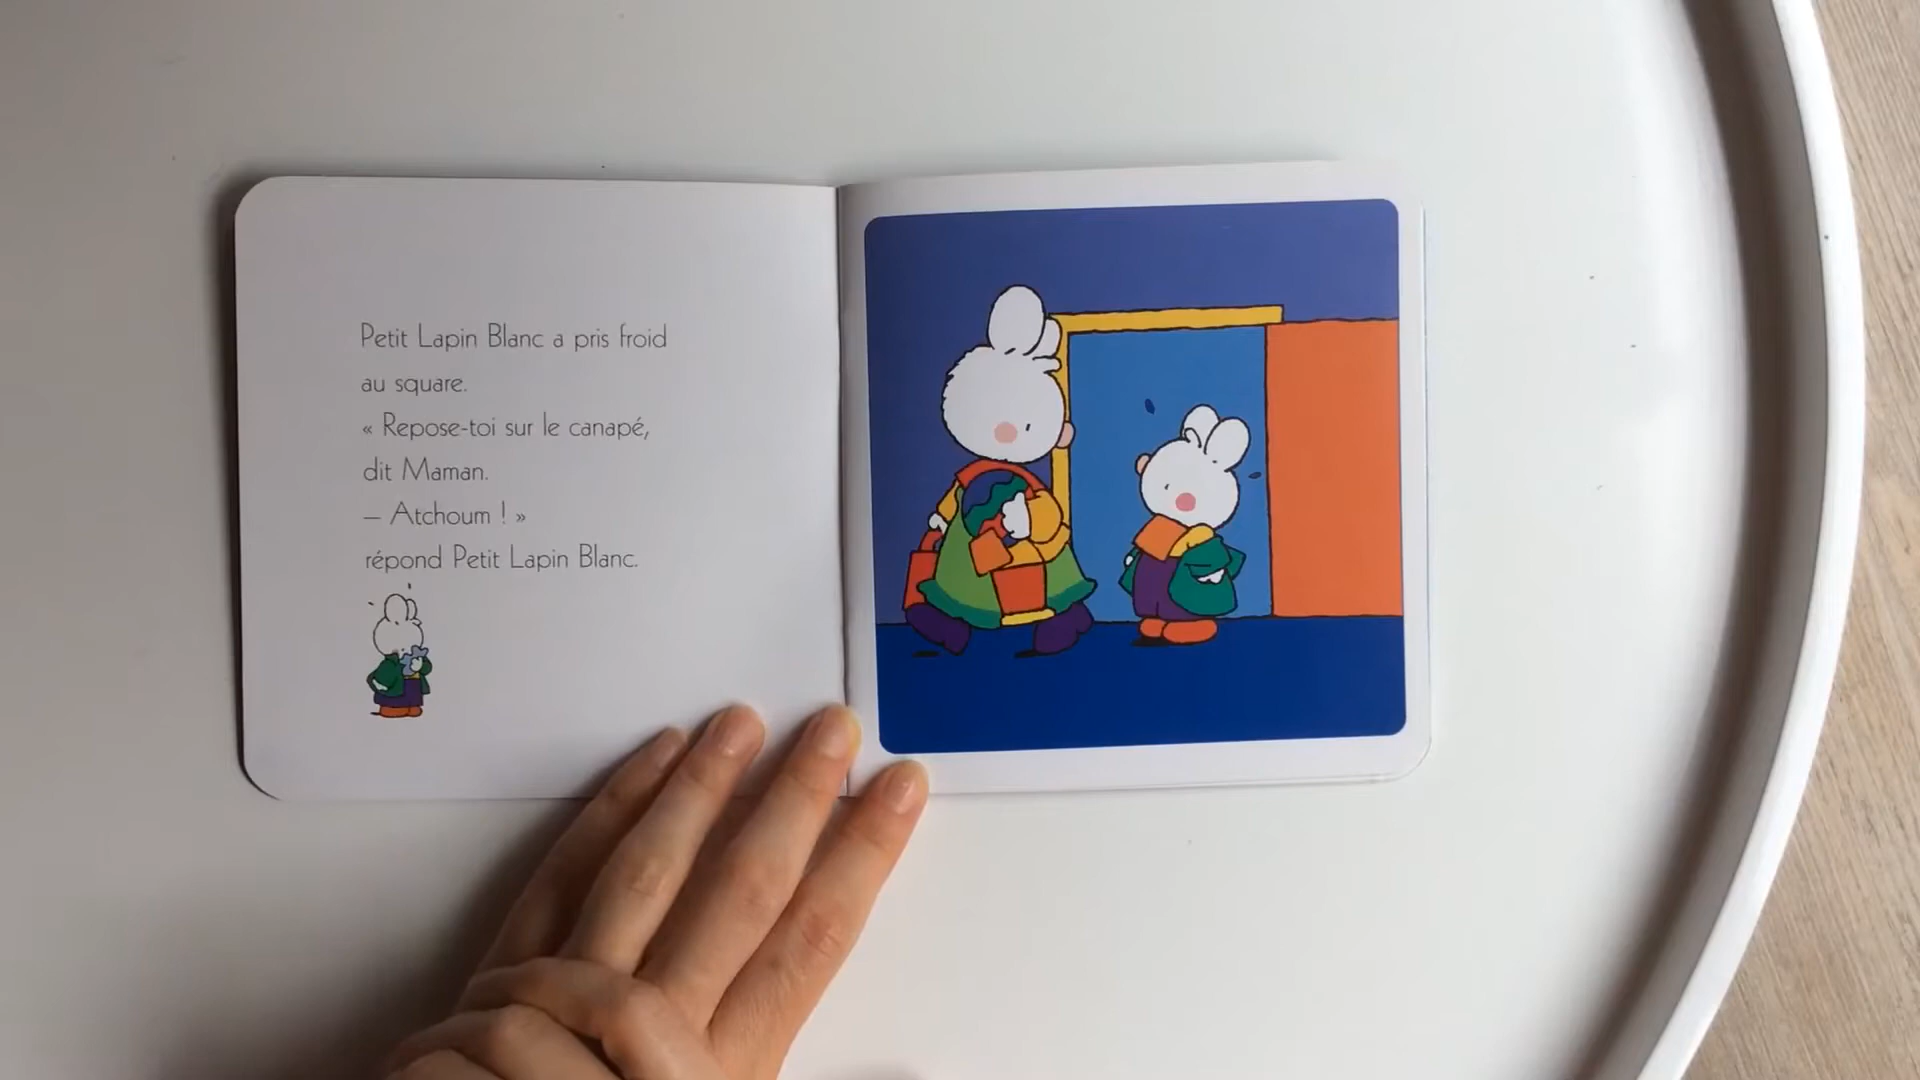 Petit Lapin Blanc a pris froid
au square.
« Repose-toi sur le canapé,
dit Maman.
– Atchoum ! »
répond Petit Lapin Blanc.